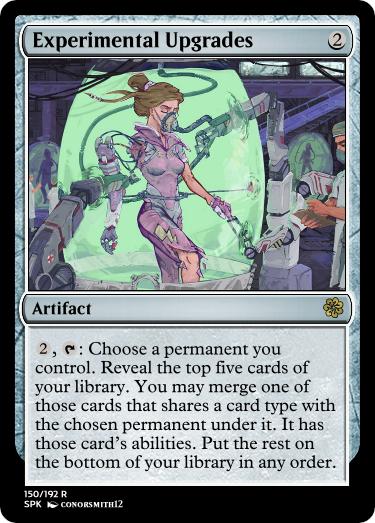 Experimental Upgrades 2
Artifact
2, : Choose a permanent you
control. Reveal the top five cards of
your library. You may merge one of
those cards that shares a card type with
the chosen permanent under it. It has
those card's abilities. Put the rest on
the bottom of your library in any order.
150/192 R
SPK CONORSMITH12